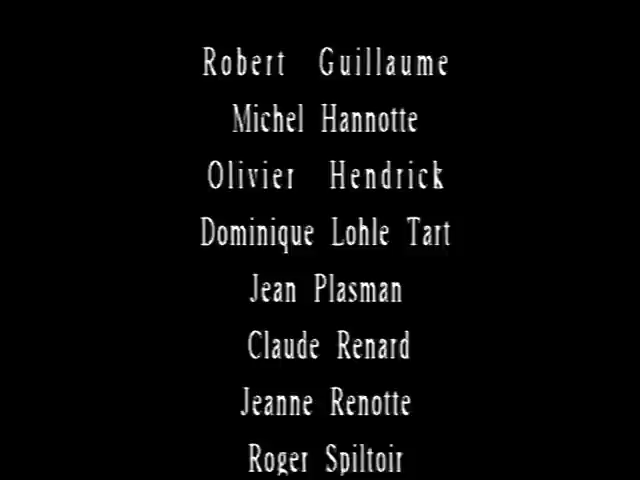 Robert Guillaume
Michel Hannotte
Olivier Hendrick
Dominique Lohle Tart
Jean Plasman
Claude Renard
Jeanne Renotte
Roger Spiltoir